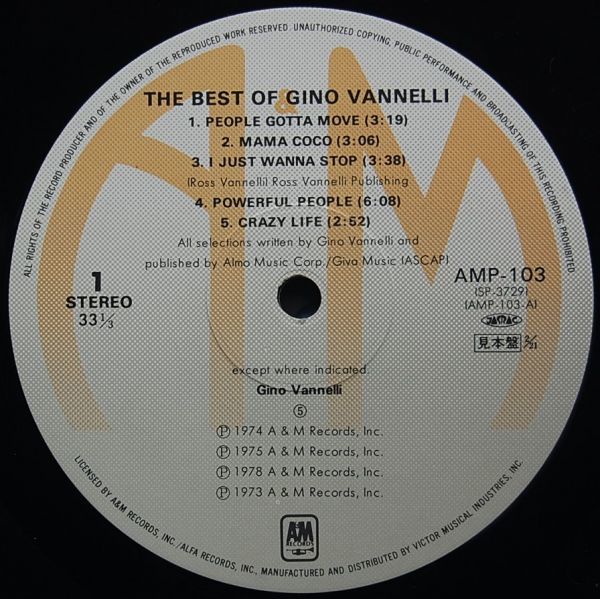 ALL RIGHTS OF THE RECORD PRODUCER AND OF THE OWNER OF THE REPRODUCED WORK RESERVED. UNAUTHORIZED COPYING, PUBLIC PERFORMANCE AND BROADCASTING OF THIS RECORDING PROHIBITED
A&M
THE BEST OF GINO VANNELLI
1. PEOPLE GOTTA MOVE (3:19)
2. MAMA COCO (3:06)
3. I JUST WANNA STOP (3:38)
(Ross Vannelli) Ross Vannelli Publishing
4. POWERFUL PEOPLE (6:08)
5. CRAZY LIFE (2:52)
All selections written by Gino Vannelli and
published by Almo Music Corp./Giva Music (ASCAP)
1
STEREO
33 1/3
AMP-103
(SP-3729)
(AMP-103-A)
JASRAC
見本盤 2/21
except where indicated.
Gino Vannelli
⑤
Ⓟ 1974 A & M Records, Inc.
Ⓟ 1975 A & M Records, Inc.
Ⓟ 1978 A & M Records, Inc.
Ⓟ 1973 A & M Records, Inc.
A&M
RECORDS
LICENSED BY A&M RECORDS, INC./ALFA RECORDS, INC., MANUFACTURED AND DISTRIBUTED BY VICTOR MUSICAL INDUSTRIES, INC.